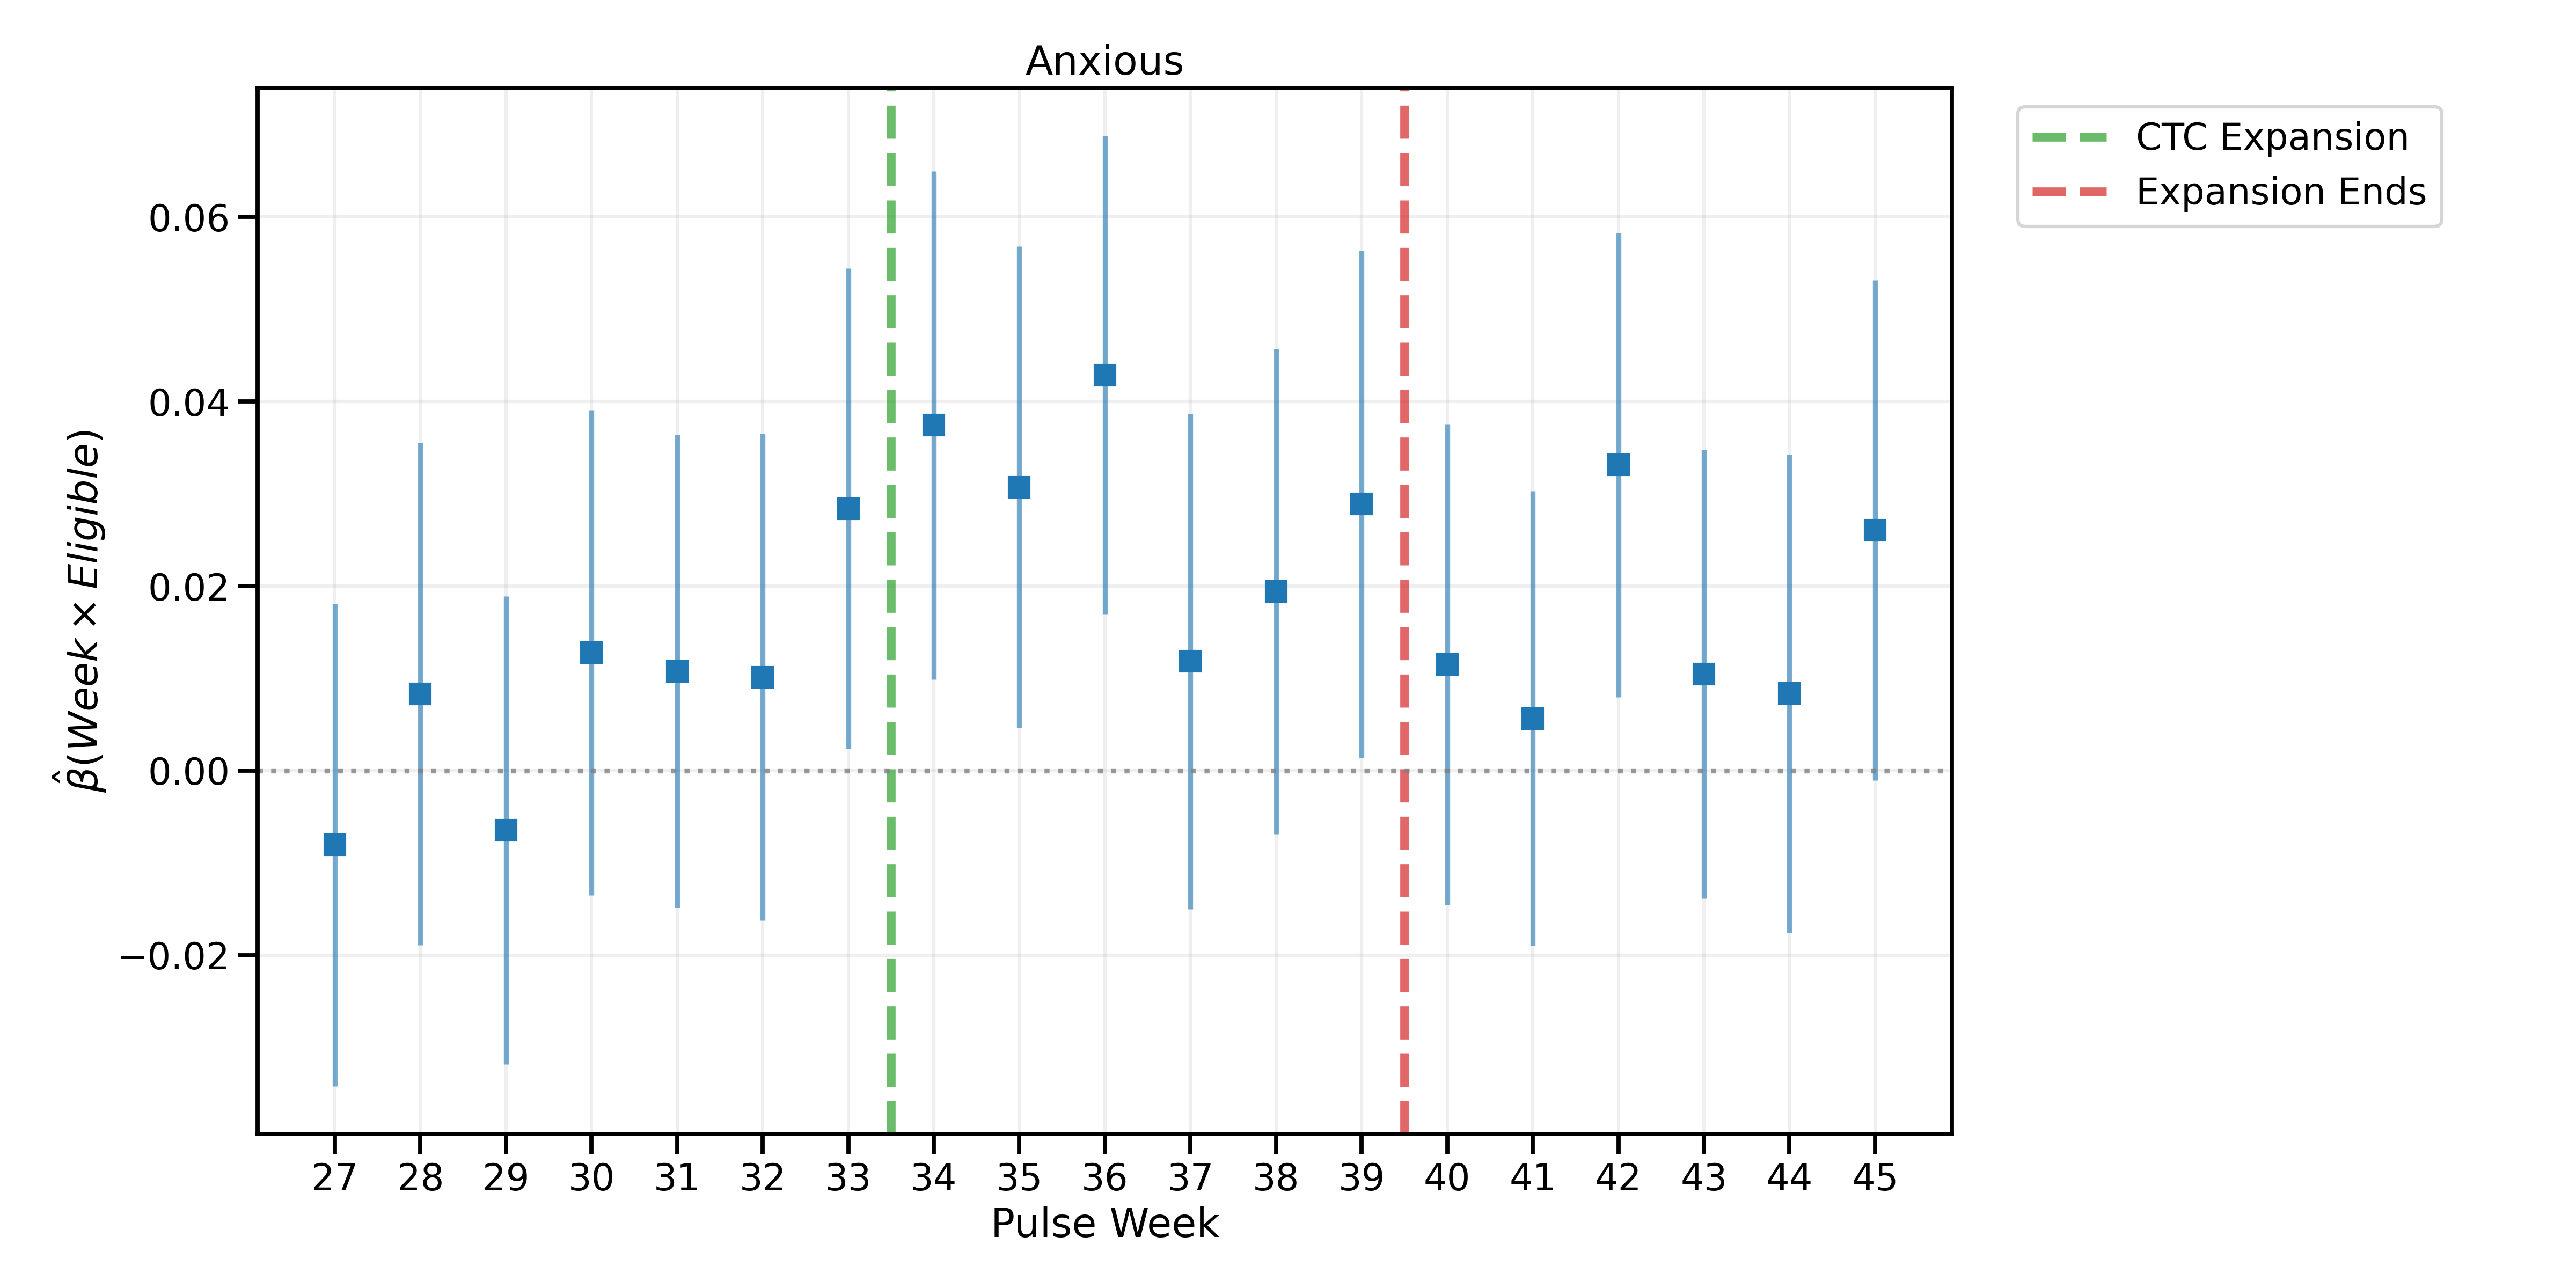 Anxious
CTC Expansion
Expansion Ends
0.06
0.04
0.02
0.00
−0.02
β̂(Week × Eligible)
27 28 29 30 31 32 33 34 35 36 37 38 39 40 41 42 43 44 45
Pulse Week